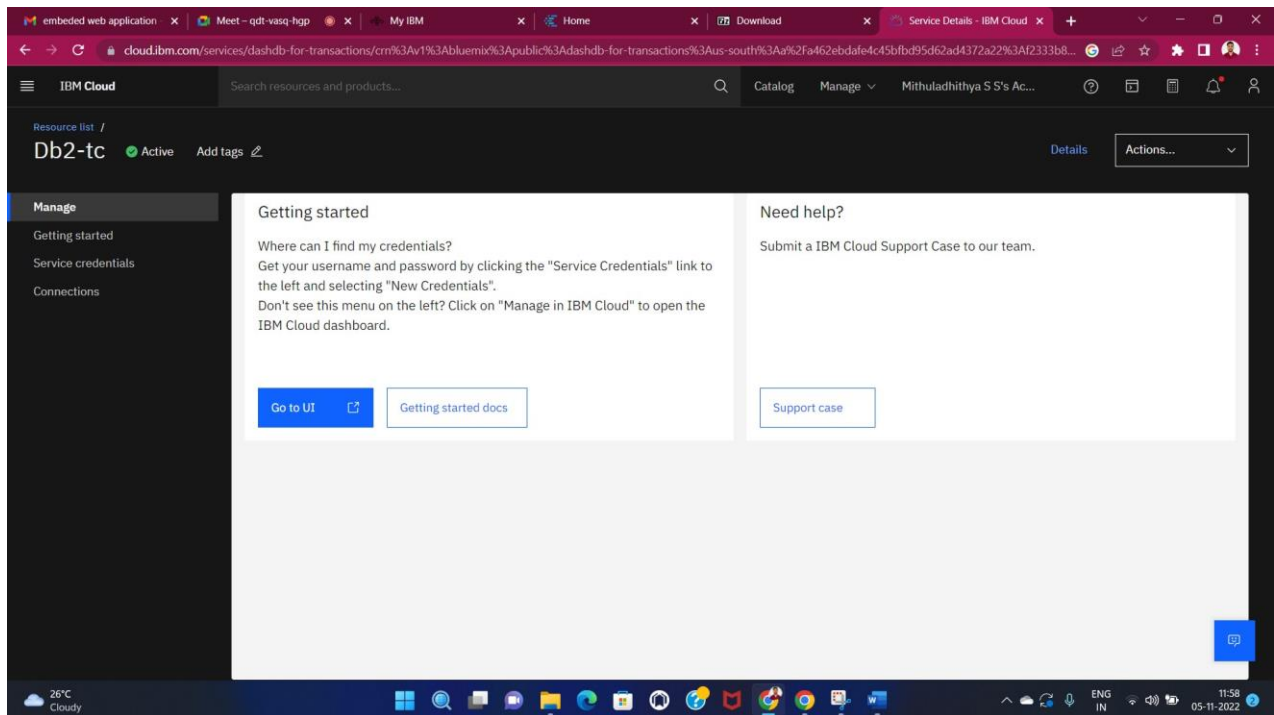 embeded web application
Meet – qdt-vasq-hgp
My IBM
Home
Download
Service Details - IBM Cloud
cloud.ibm.com/services/dashdb-for-transactions/crn%3Av1%3Abluemix%3Apublic%3Adashdb-for-transactions%3Aus-south%3Aa%2Fa462ebdafe4c45bfbd95d62ad4372a22%3Af2333b8...
IBM Cloud
Search resources and products...
Catalog
Manage
Mithuladhithya S S's Ac...
Resource list /
Db2-tc
Active
Add tags
Details
Actions...
Manage
Getting started
Service credentials
Connections
Getting started
Where can I find my credentials?
Get your username and password by clicking the "Service Credentials" link to
the left and selecting "New Credentials".
Don't see this menu on the left? Click on "Manage in IBM Cloud" to open the
IBM Cloud dashboard.
Go to UI
Getting started docs
Need help?
Submit a IBM Cloud Support Case to our team.
Support case
26°C
Cloudy
ENG
IN
11:58
05-11-2022
2